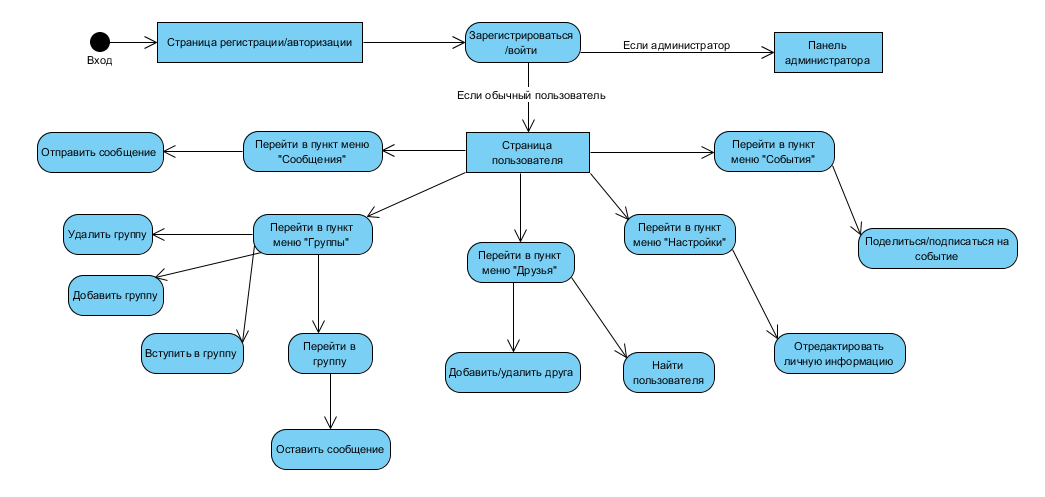 Вход
Страница регистрации/авторизации
Зарегистрироваться
/войти
Если администратор
Панель
администратора
Если обычный пользователь
Отправить сообщение
Перейти в пункт меню
"Сообщения"
Страница
пользователя
Перейти в пункт
меню "События"
Удалить группу
Перейти в пункт
меню "Группы"
Перейти в пункт
меню "Друзья"
Перейти в пункт
меню "Настройки"
Поделиться/подписаться на
событие
Добавить группу
Вступить в группу
Перейти в
группу
Добавить/удалить друга
Найти
пользователя
Отредактировать
личную информацию
Оставить сообщение